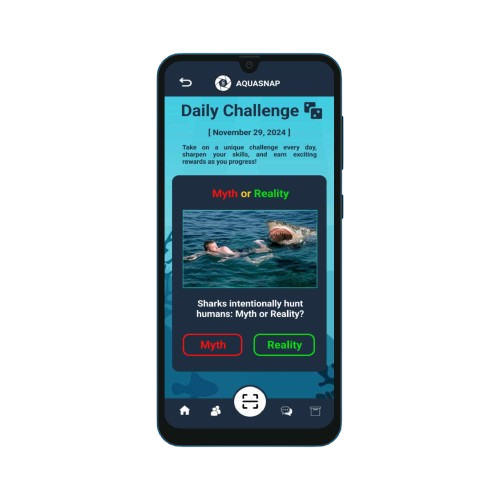 AQUASNAP
Daily Challenge
[ November 29, 2024 ]
Take on a unique challenge every day,
sharpen your skills, and earn exciting
rewards as you progress!
Myth or Reality
Sharks intentionally hunt
humans: Myth or Reality?
Myth Reality